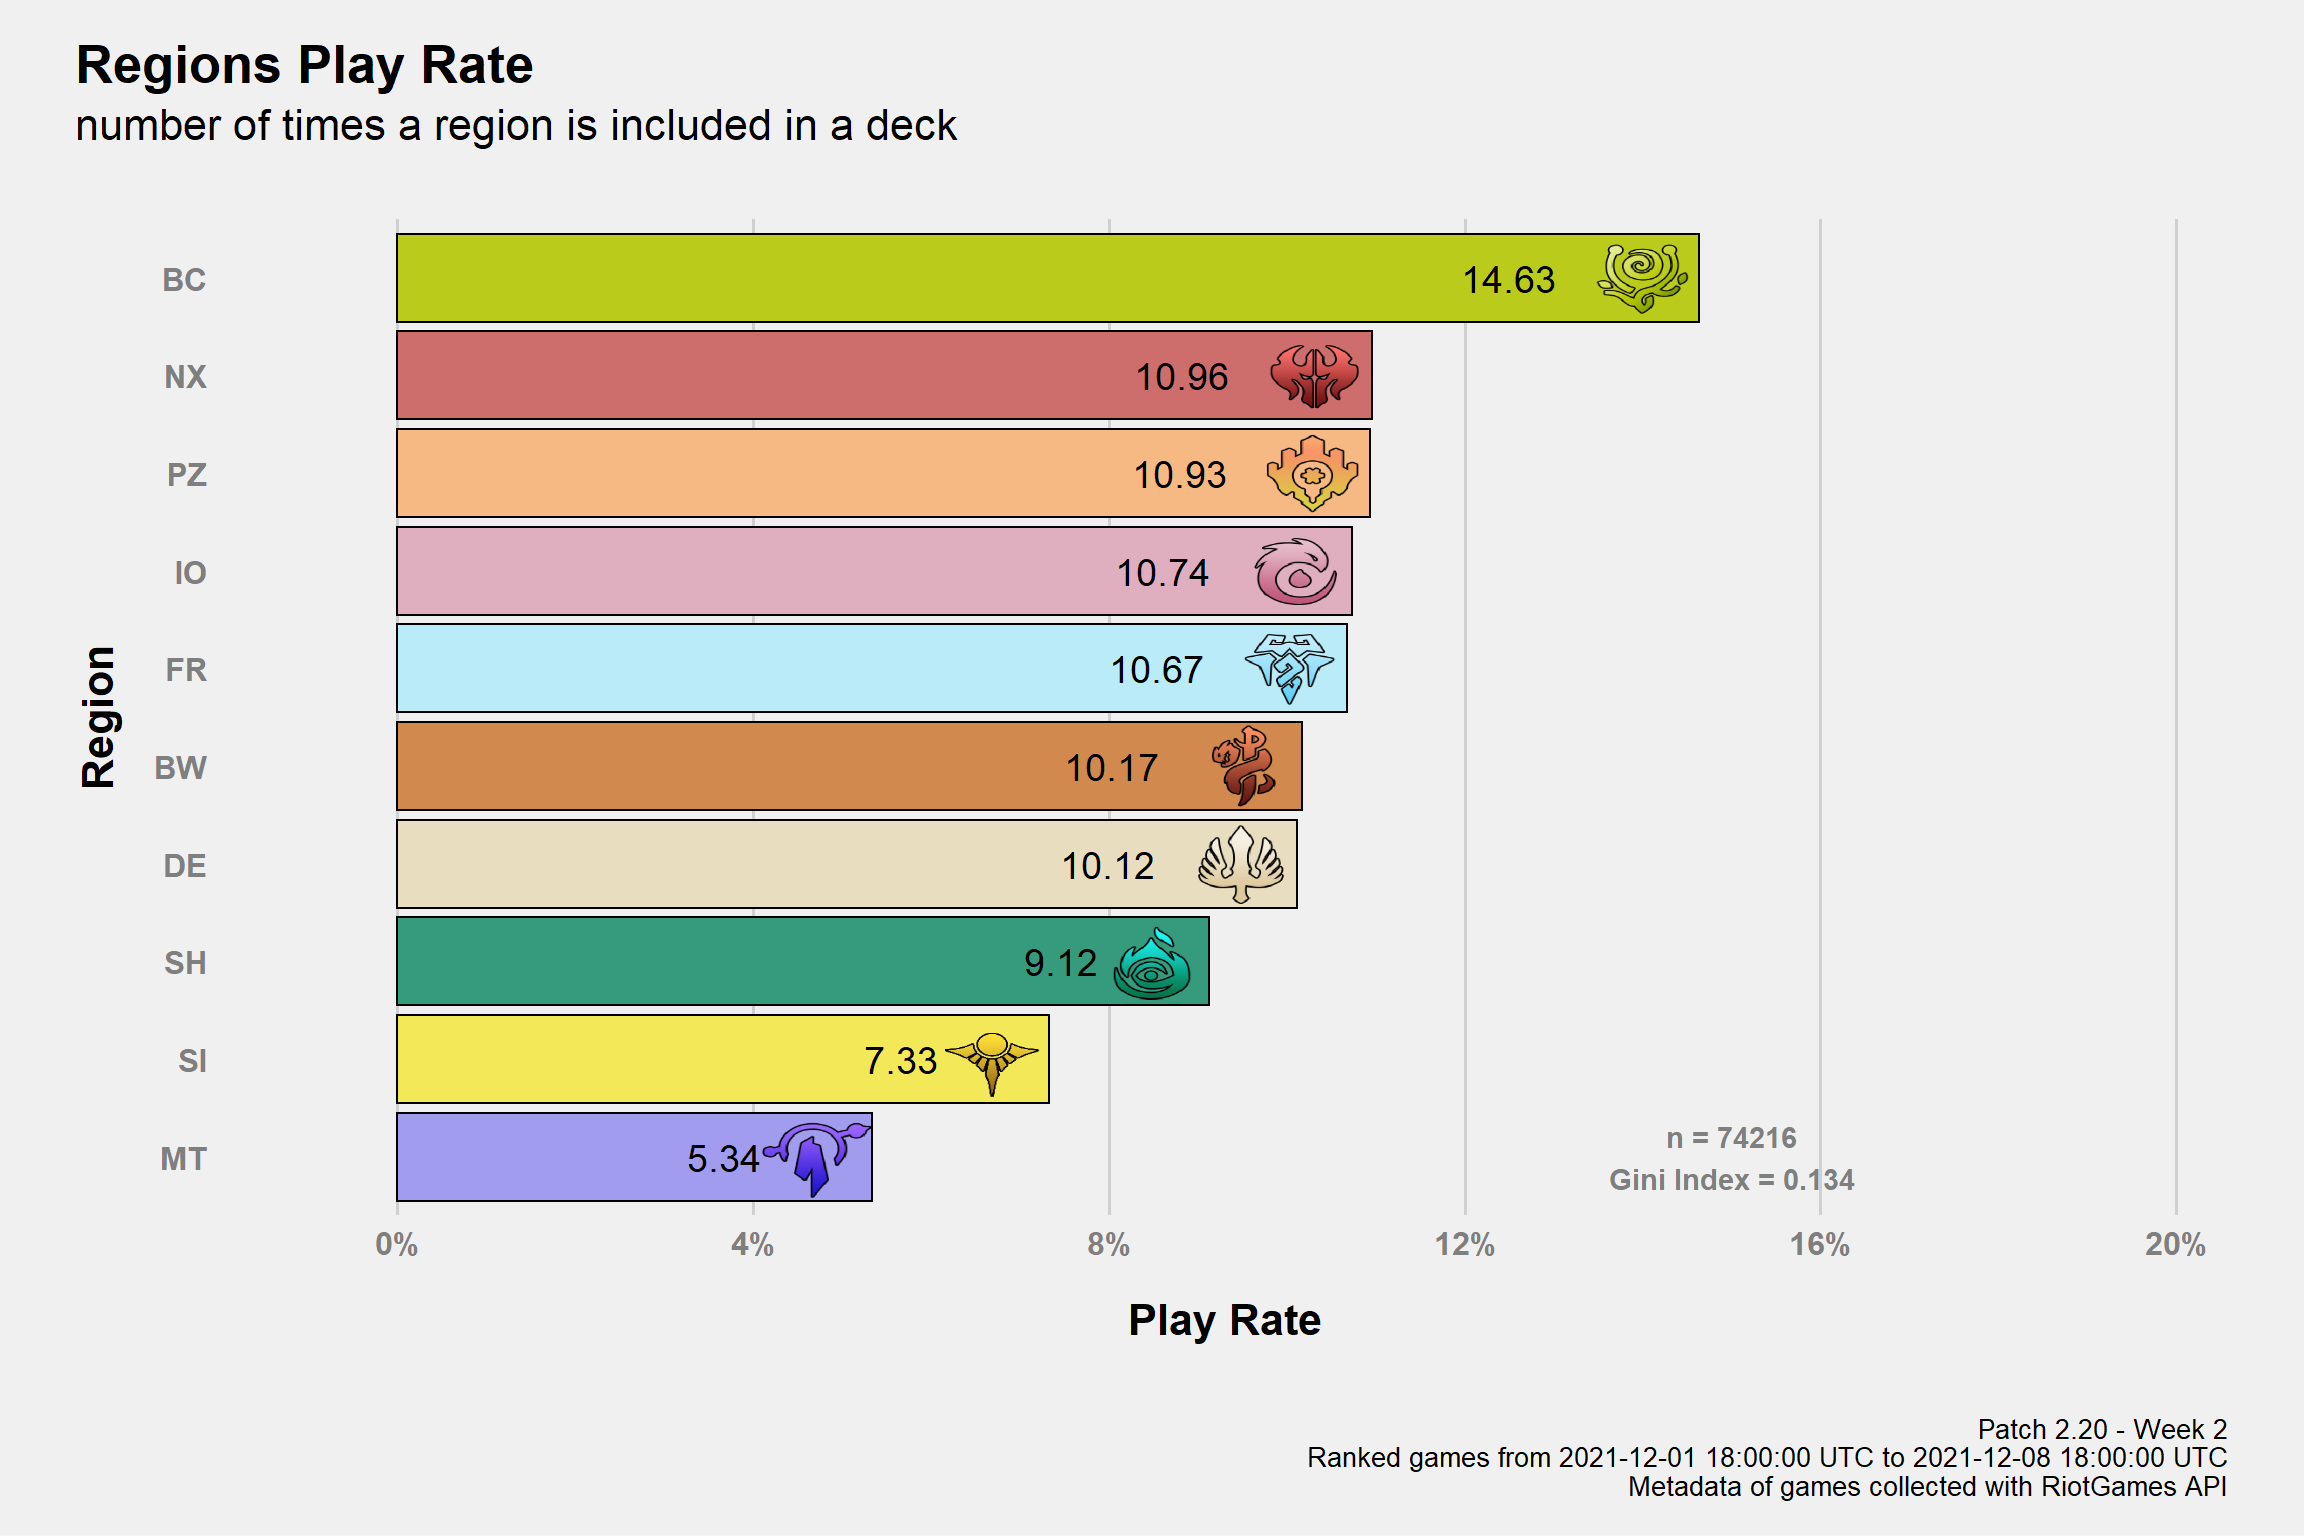 Regions Play Rate
number of times a region is included in a deck
BC
14.63
NX
10.96
PZ
10.93
IO
10.74
FR
10.67
Region
BW
10.17
DE
10.12
SH
9.12
SI
7.33
MT
5.34
n = 74216
Gini Index = 0.134
0% 4% 8% 12% 16% 20%
Play Rate
Patch 2.20 - Week 2
Ranked games from 2021-12-01 18:00:00 UTC to 2021-12-08 18:00:00 UTC
Metadata of games collected with RiotGames API